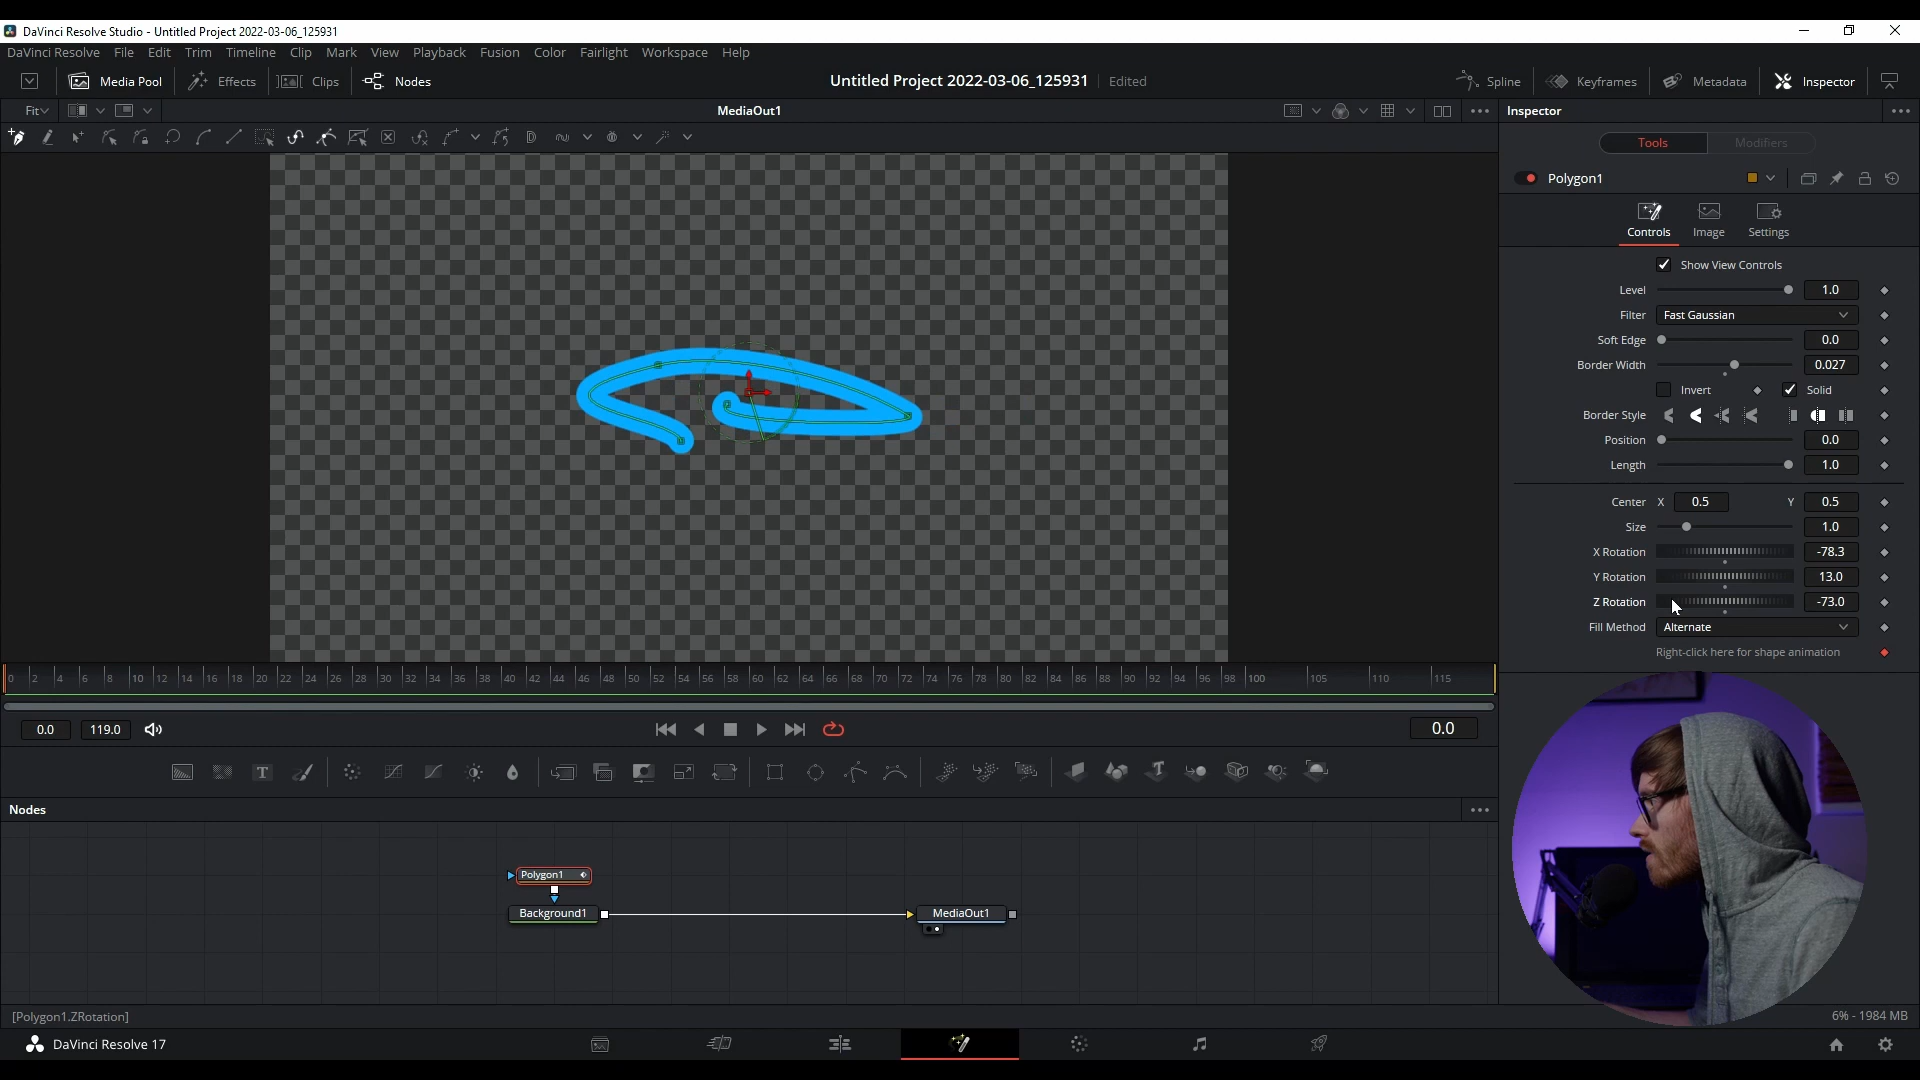 DaVinci Resolve Studio - Untitled Project 2022-03-06_125931
DaVinci Resolve File Edit Trim Timeline Clip Mark View Playback Fusion Color Fairlight Workspace Help
Media Pool Effects Clips Nodes Untitled Project 2022-03-06_125931 Edited Spline Keyframes Metadata Inspector
Fit MediaOut1 Inspector
Tools Modifiers
Polygon1
Controls Image Settings
Show View Controls
Level 1.0
Filter Fast Gaussian
Soft Edge 0.0
Border Width 0.027
Invert Solid
Border Style
Position 0.0
Length 1.0
Center X 0.5 Y 0.5
Size 1.0
X Rotation -78.3
Y Rotation 13.0
Z Rotation -73.0
Fill Method Alternate
Right-click here for shape animation
0 2 4 6 8 10 12 14 16 18 20 22 24 26 28 30 32 34 36 38 40 42 44 46 48 50 52 54 56 58 60 62 64 66 68 70 72 74 76 78 80 82 84 86 88 90 92 94 96 98 100 105 110 115
0.0 119.0 0.0
T
Nodes
Polygon1
Background1 MediaOut1
[Polygon1.ZRotation] 6% - 1984 MB
DaVinci Resolve 17